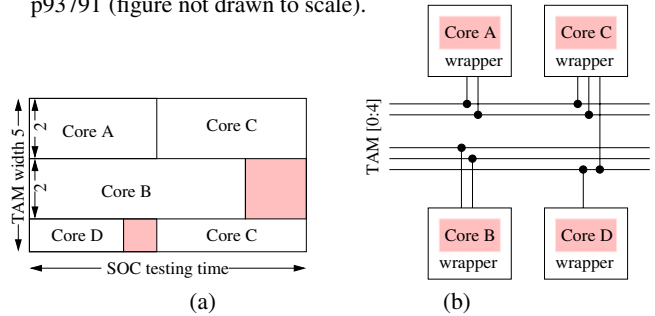 p93791 (figure not drawn to scale).
Core A
wrapper
Core C
wrapper
TAM width 5
2
Core A
Core C
2
Core B
Core D
Core C
SOC testing time
TAM [0:4]
Core B
wrapper
Core D
wrapper
(a)
(b)